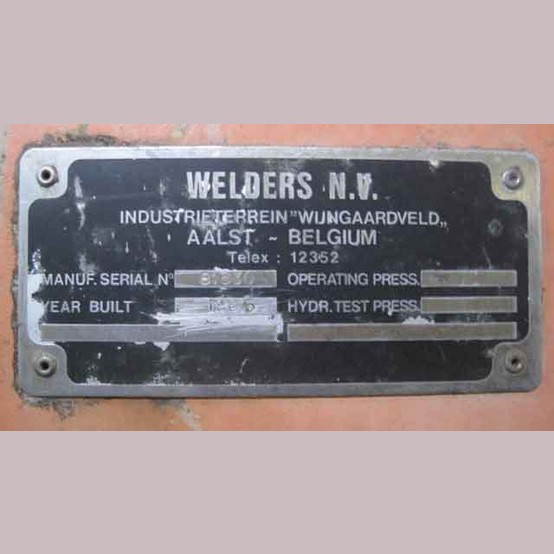 WELDERS N.V.
INDUSTRIETERREIN "WIJNGAARDVELD„
AALST ~ BELGIUM
Telex : 12352
MANUF. SERIAL N° OPERATING PRESS.
YEAR BUILT HYDR. TEST PRESS.